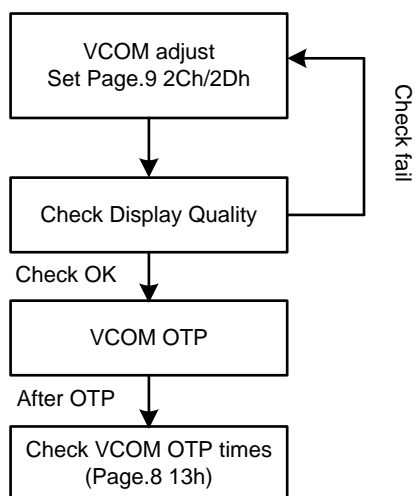 VCOM adjust
Set Page.9 2Ch/2Dh
Check fail
Check Display Quality
Check OK
VCOM OTP
After OTP
Check VCOM OTP times
(Page.8 13h)